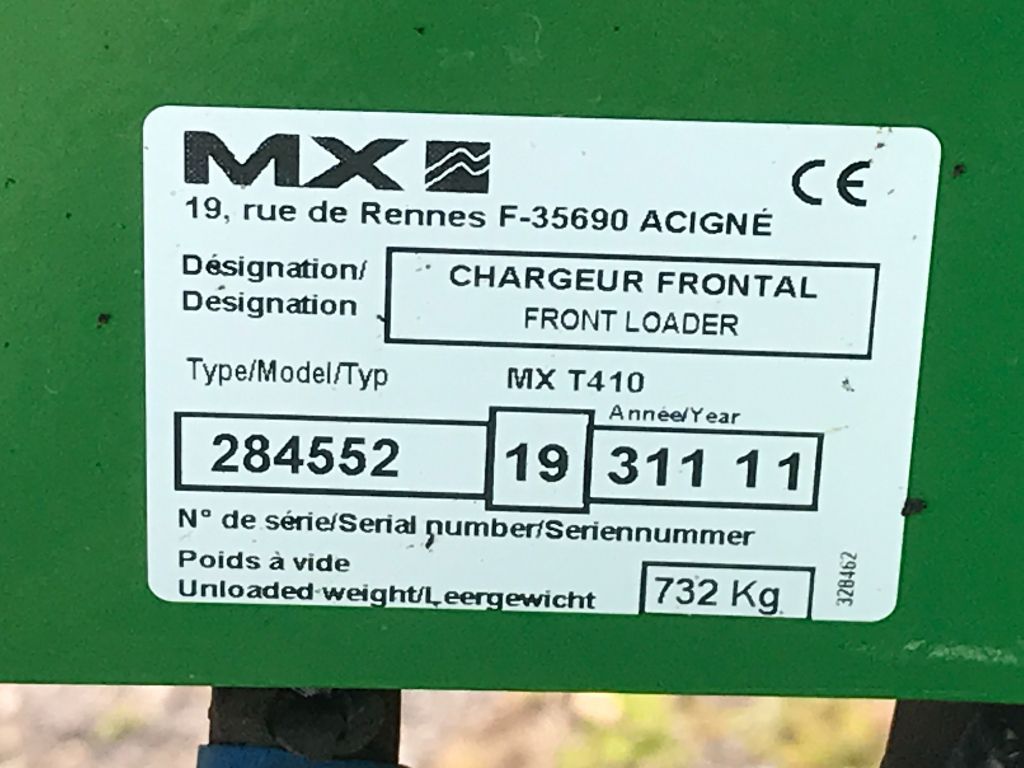 MX CE
19, rue de Rennes F-35690 ACIGNÉ
Désignation/ CHARGEUR FRONTAL
Designation FRONT LOADER
Type/Model/Typ MX T410
Année/Year
284552 19 311 11
N° de série/Serial number/Seriennummer
Poids à vide
Unloaded weight/Leergewicht 732 Kg
328462